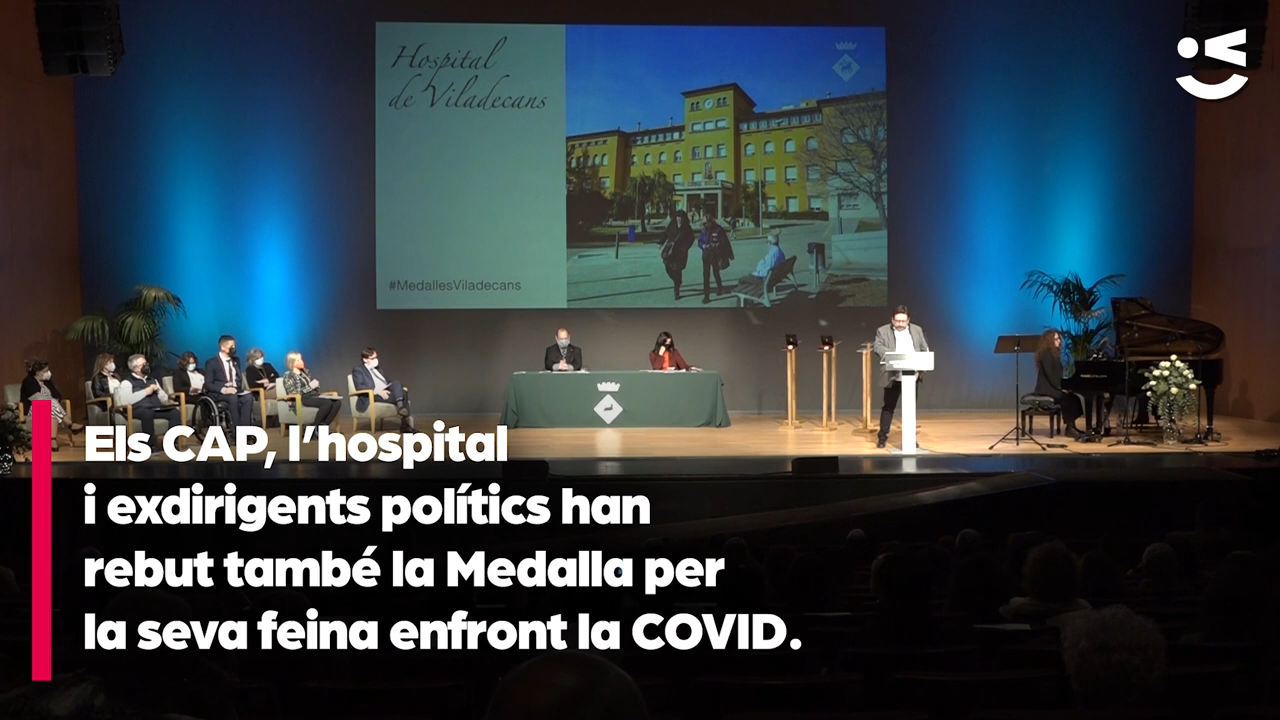 Hospital
de Viladecans
#MedallesViladecans
Els CAP, l'hospital
i exdirigents polítics han
rebut també la Medalla per
la seva feina enfront la COVID.